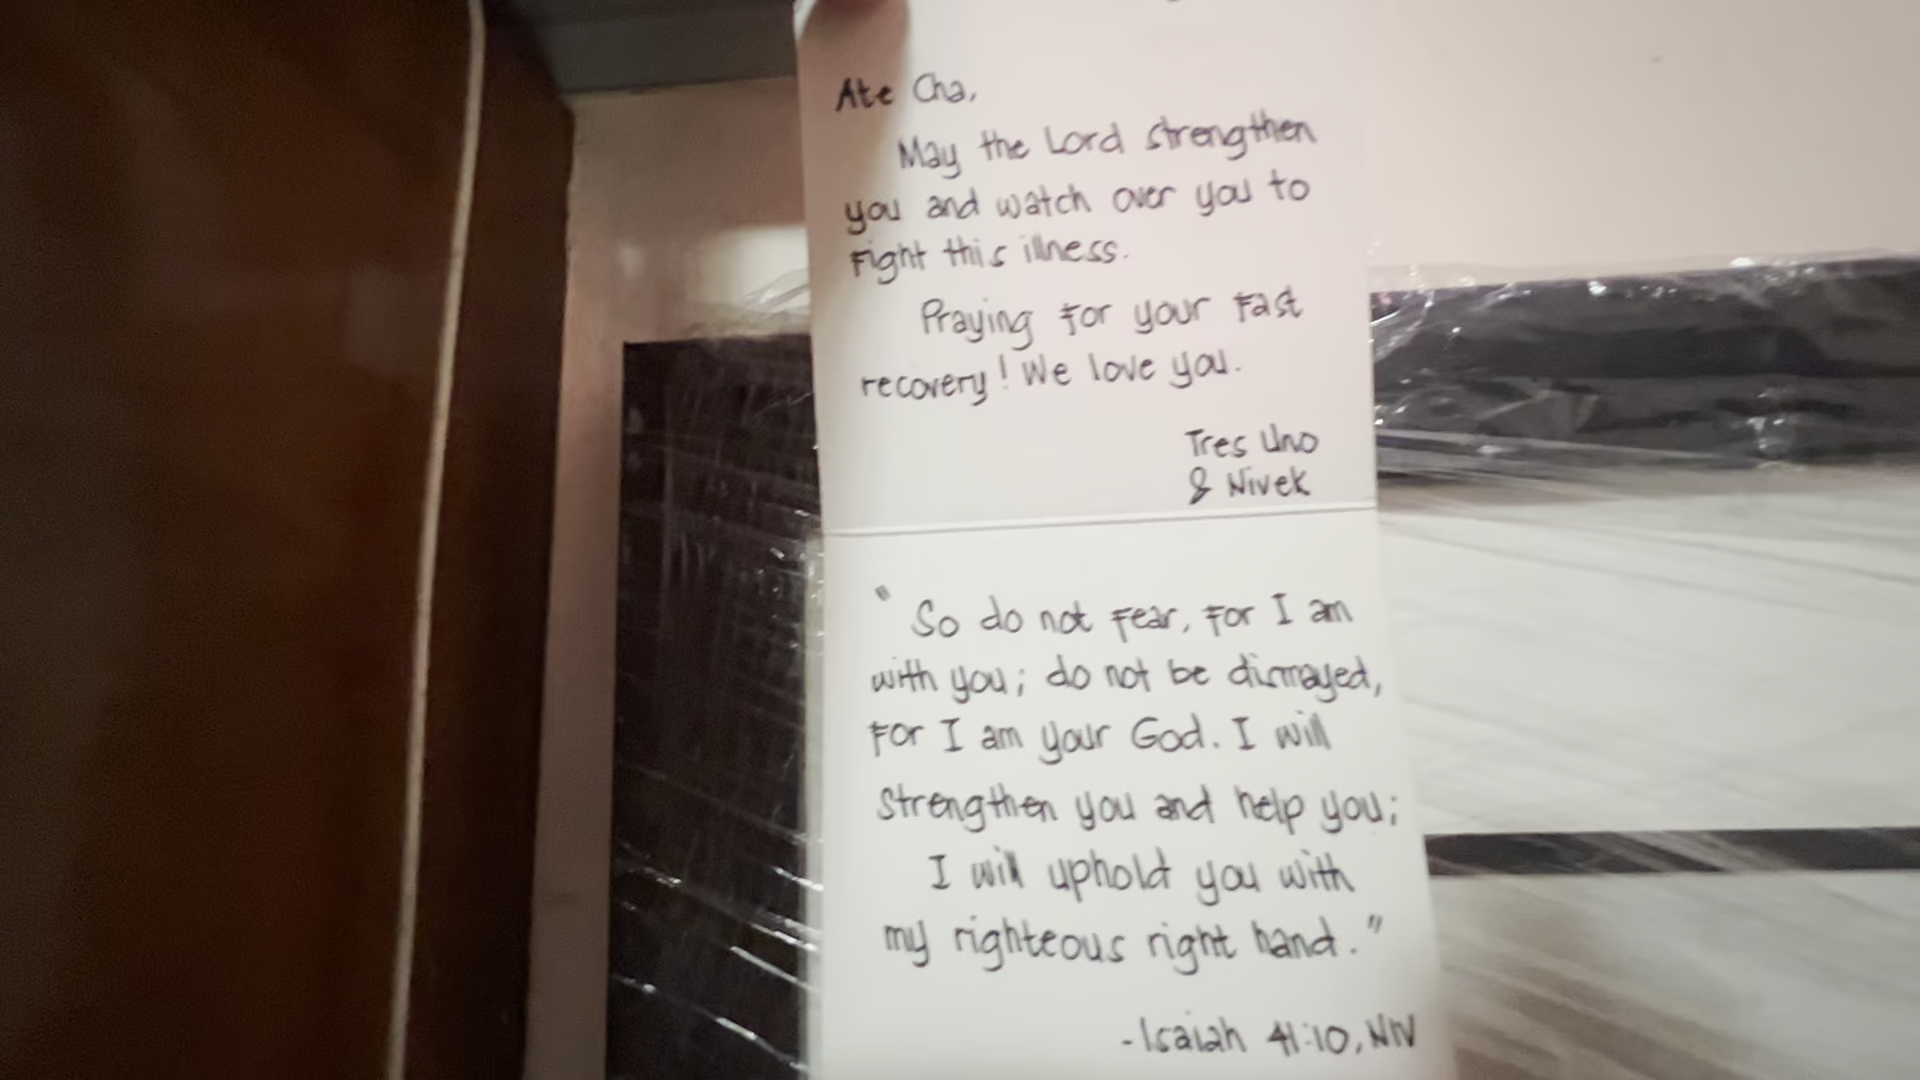 Ate Cha,
May the Lord strengthen
you and watch over you to
fight this illness.
Praying for your fast
recovery! We love you.
Tres Uno
& Nivek
"So do not fear, for I am
with you; do not be dismayed,
for I am your God. I will
strengthen you and help you;
I will uphold you with
my righteous right hand."
-Isaiah 41:10, NIV